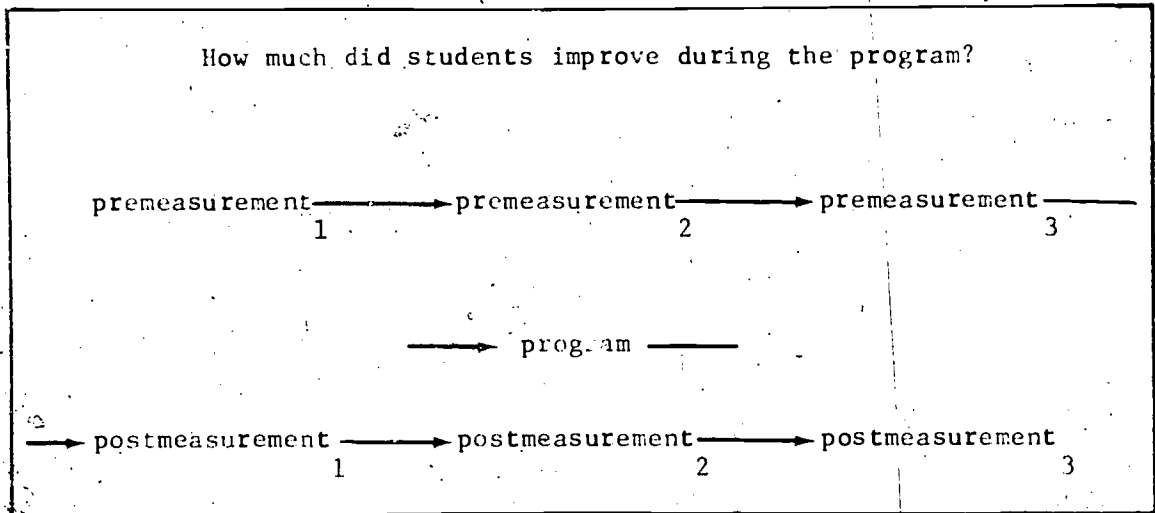 How much did students improve during the program?
premeasurement premeasurement premeasurement
1 2 3
program
postmeasurement postmeasurement postmeasurement
1 2 3